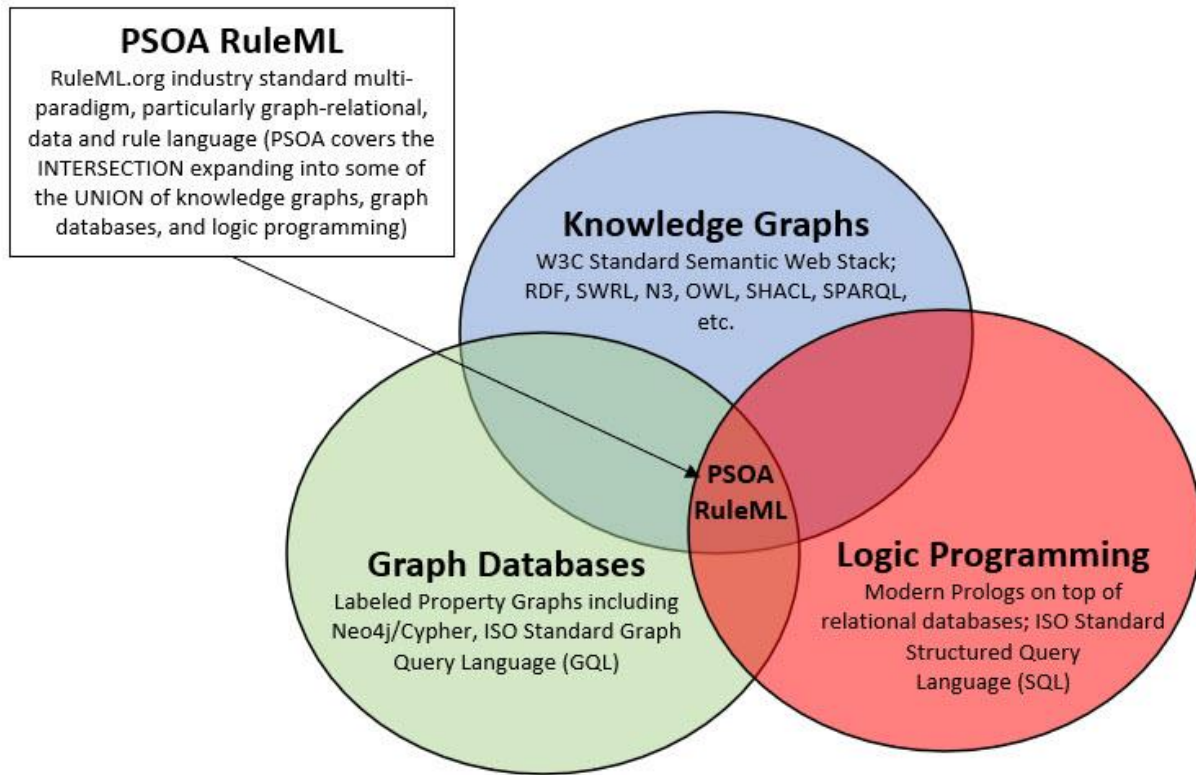 PSOA RuleML
RuleML.org industry standard multi-
paradigm, particularly graph-relational,
data and rule language (PSOA covers the
INTERSECTION expanding into some of
the UNION of knowledge graphs, graph
databases, and logic programming)
Knowledge Graphs
W3C Standard Semantic Web Stack;
RDF, SWRL, N3, OWL, SHACL, SPARQL,
etc.
PSOA
RuleML
Graph Databases
Labeled Property Graphs including
Neo4j/Cypher, ISO Standard Graph
Query Language (GQL)
Logic Programming
Modern Prologs on top of
relational databases; ISO Standard
Structured Query
Language (SQL)